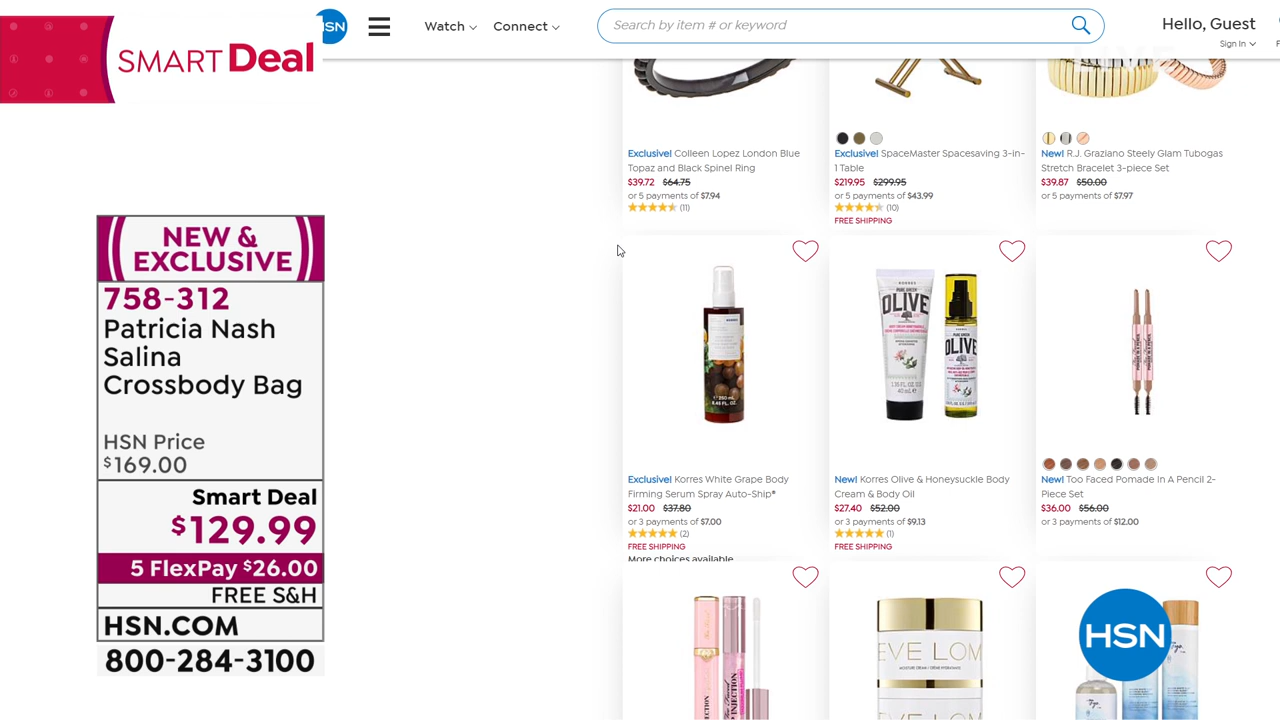 SMART Deal
HSN
Watch
Connect
Search by item # or keyword
Hello, Guest
Sign In
LIVE
NEW &
EXCLUSIVE
758-312
Patricia Nash
Salina
Crossbody Bag
HSN Price
$169.00
Smart Deal
$129.99
5 FlexPay $26.00
FREE S&H
HSN.COM
800-284-3100
Exclusive! Colleen Lopez London Blue
Topaz and Black Spinel Ring
$39.72 $64.75
or 5 payments of $7.94
(11)
Exclusive! SpaceMaster Spacesaving 3-in-
1 Table
$219.95 $299.95
or 5 payments of $43.99
(10)
FREE SHIPPING
New! R.J. Graziano Steely Glam Tubogas
Stretch Bracelet 3-piece Set
$39.87 $50.00
or 5 payments of $7.97
KORRES
Exclusive! Korres White Grape Body
Firming Serum Spray Auto-Ship®
$21.00 $37.80
or 3 payments of $7.00
(2)
FREE SHIPPING
More choices available
KORRES
PURE GREEK
OLIVE
OLIVE
New! Korres Olive & Honeysuckle Body
Cream & Body Oil
$27.40 $52.00
or 3 payments of $9.13
(1)
FREE SHIPPING
New! Too Faced Pomade In A Pencil 2-
Piece Set
$36.00 $56.00
or 3 payments of $12.00
EVE LOM
MOISTURE CREAM
HSN